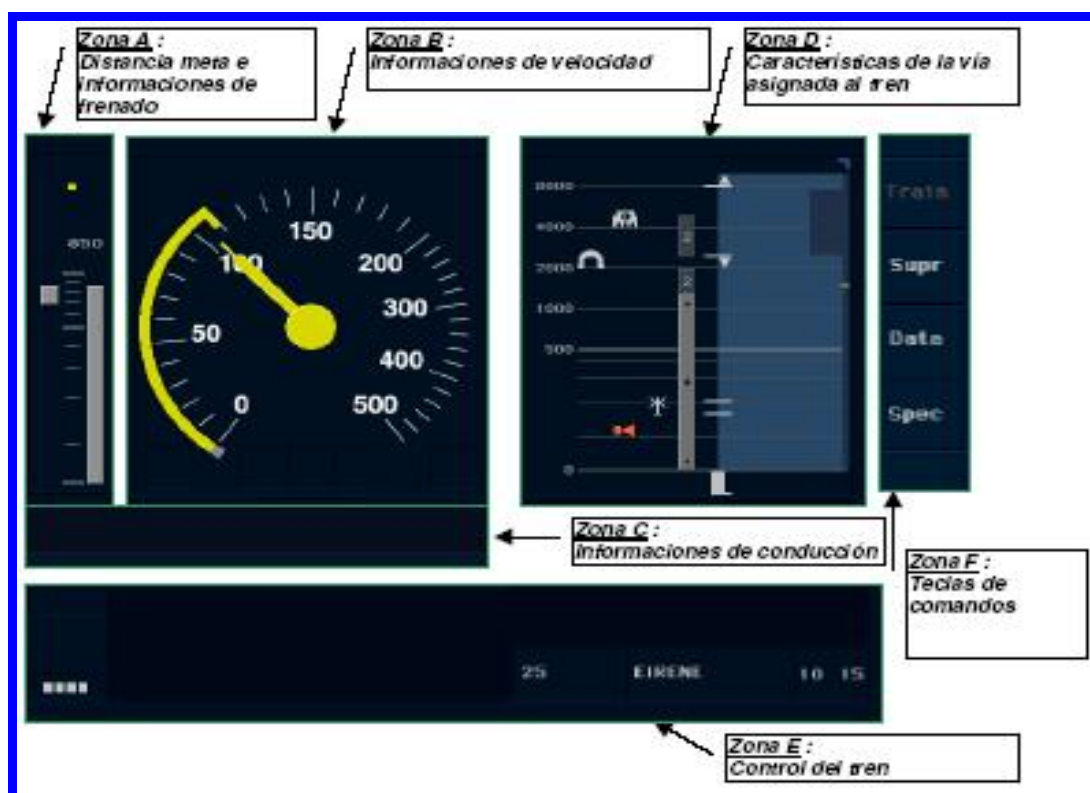 Zona A :
Distancia meta e
informaciones de
frenado
Zona B :
Informaciones de velocidad
Zona D :
Características de la vía
asignada al tren
850
0
50
100
150
200
300
400
500
8000
4000
2000
1000
500
0
2
Supr
Data
Spec
Zona C :
Informaciones de conducción
Zona F :
Teclas de
comandos
25 EIRENE 10 15
Zona E :
Control del tren